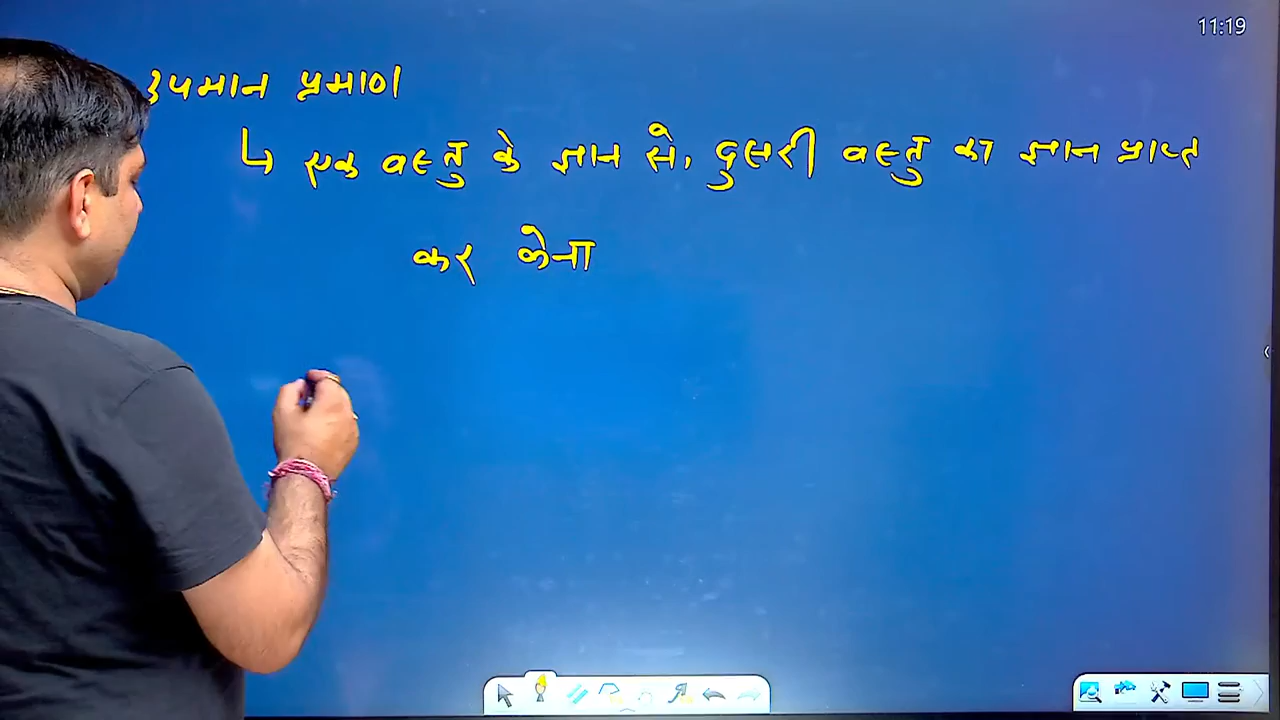 11:19
उपमान प्रमाण
↳ एक वस्तु के ज्ञान से, दुसरी वस्तु का ज्ञान प्राप्त
कर लेना